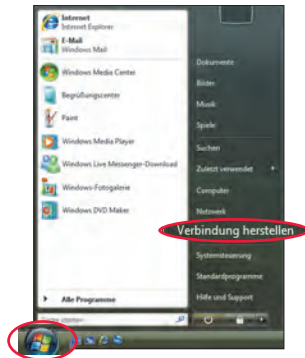 Internet
Internet Explorer
E-Mail
Windows Mail
Windows Media Center
Begrüßungscenter
Paint
Windows Media Player
Windows Live Messenger-Download
Windows-Fotogalerie
Windows DVD Maker
Alle Programme
Suche starten
Dokumente
Bilder
Musik
Spiele
Suchen
Zuletzt verwendet
Computer
Netzwerk
Verbindung herstellen
Systemsteuerung
Standardprogramme
Hilfe und Support